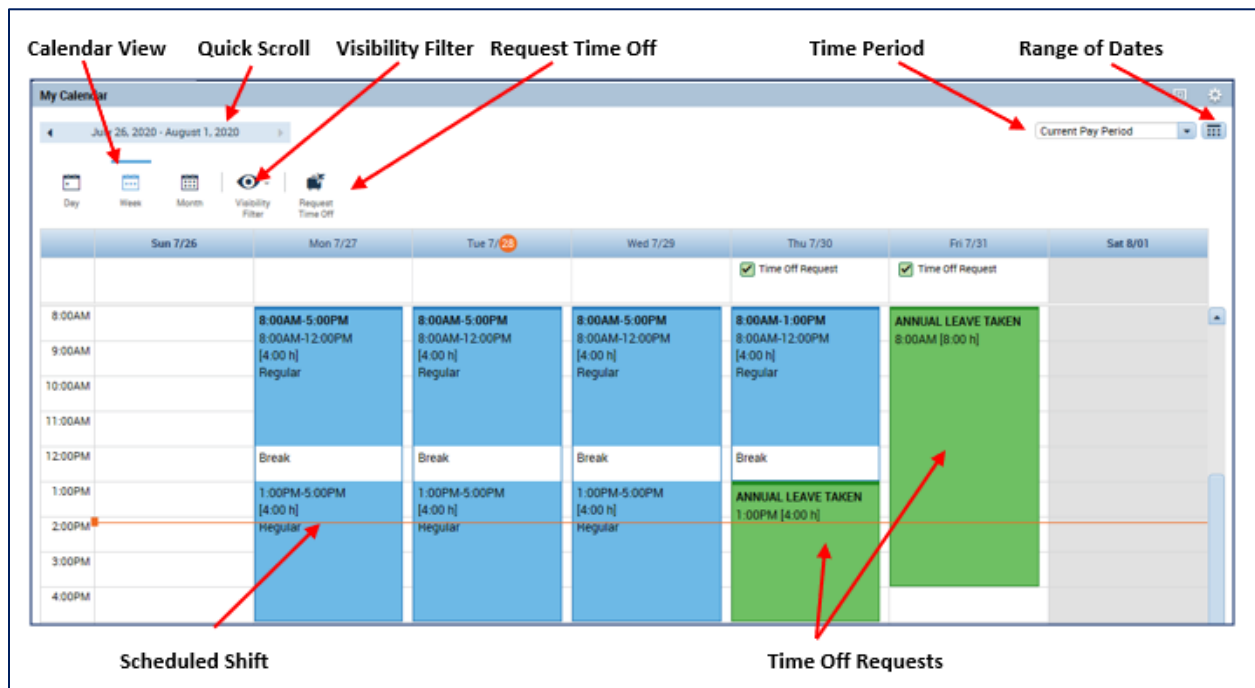 Calendar View Quick Scroll Visibility Filter Request Time Off Time Period Range of Dates
My Calendar
July 26, 2020 - August 1, 2020 Current Pay Period
Day Week Month Visibility Request
Filter Time Off
Sun 7/26 Mon 7/27 Tue 7/28 Wed 7/29 Thu 7/30 Fri 7/31 Sat 8/01
Time Off Request Time Off Request
8:00AM 8:00AM-5:00PM 8:00AM-5:00PM 8:00AM-5:00PM 8:00AM-1:00PM ANNUAL LEAVE TAKEN
8:00AM-12:00PM 8:00AM-12:00PM 8:00AM-12:00PM 8:00AM-12:00PM 8:00AM [8:00 h]
9:00AM [4:00 h] [4:00 h] [4:00 h] [4:00 h]
Regular Regular Regular Regular
10:00AM
11:00AM
12:00PM Break Break Break Break
1:00PM 1:00PM-5:00PM 1:00PM-5:00PM 1:00PM-5:00PM ANNUAL LEAVE TAKEN
[4:00 h] [4:00 h] [4:00 h] 1:00PM [4:00 h]
2:00PM Regular Regular Regular
3:00PM
4:00PM
Scheduled Shift Time Off Requests